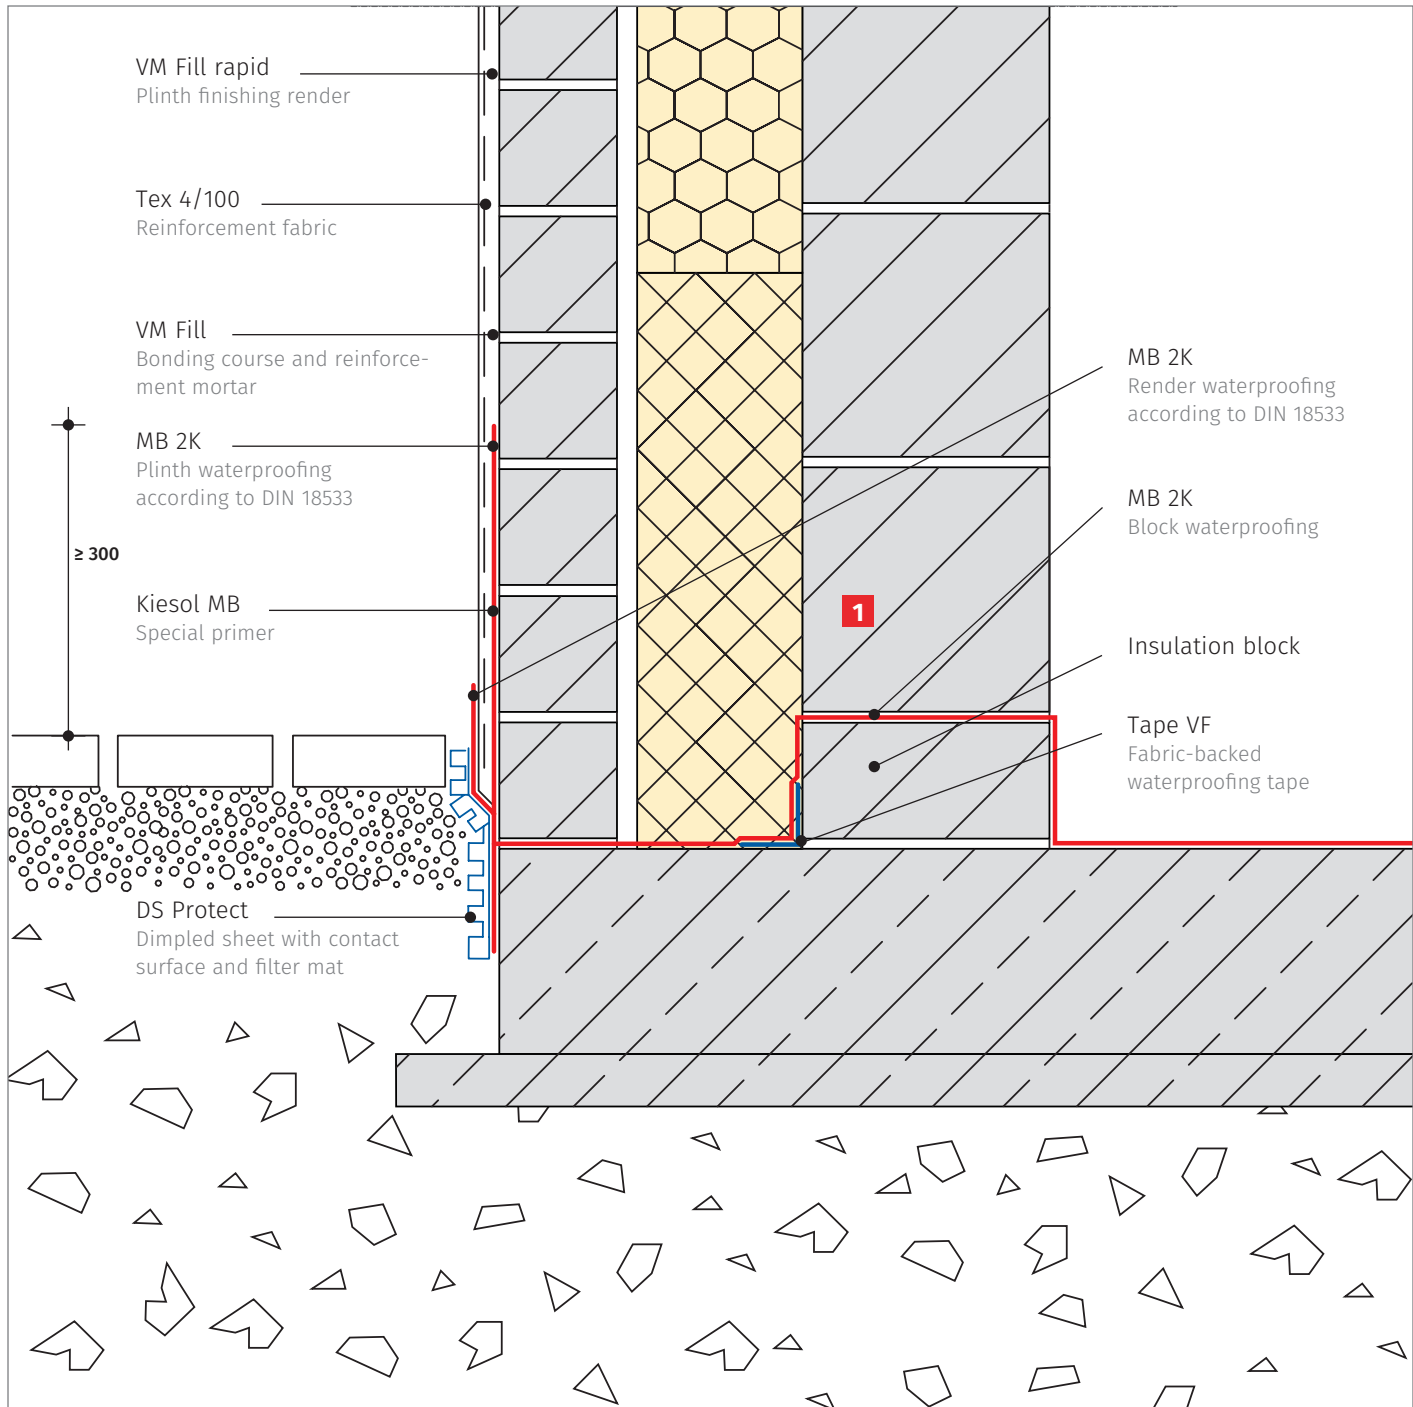 VM Fill rapid
Plinth finishing render
Tex 4/100
Reinforcement fabric
VM Fill
Bonding course and reinforce-
ment mortar
MB 2K
Plinth waterproofing
according to DIN 18533
≥ 300
Kiesol MB
Special primer
DS Protect
Dimpled sheet with contact
surface and filter mat
MB 2K
Render waterproofing
according to DIN 18533
MB 2K
Block waterproofing
1
Insulation block
Tape VF
Fabric-backed
waterproofing tape